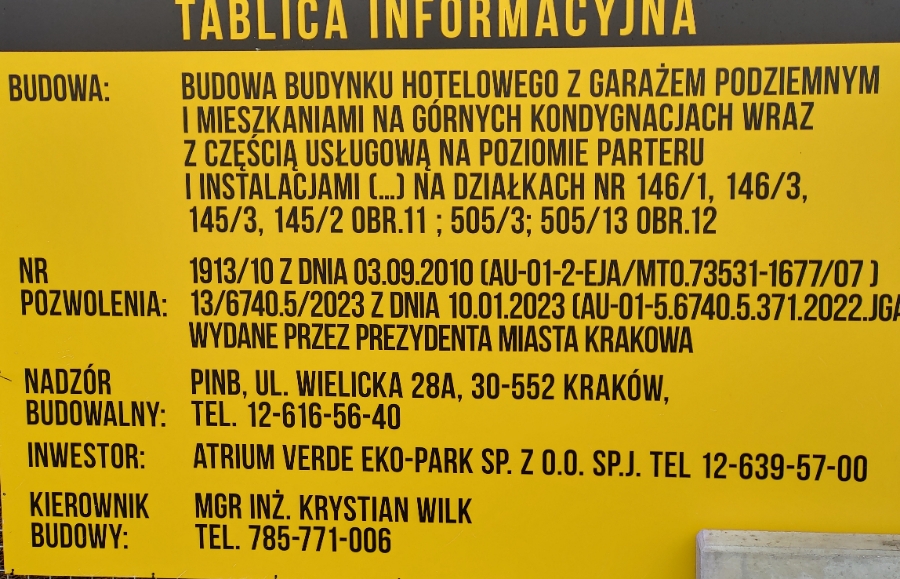 TABLICA INFORMACYJNA
BUDOWA: BUDOWA BUDYNKU HOTELOWEGO Z GARAŻEM PODZIEMNYM
I MIESZKANIAMI NA GÓRNYCH KONDYGNACJACH WRAZ
Z CZĘŚCIĄ USŁUGOWĄ NA POZIOMIE PARTERU
I INSTALACJAMI (...) NA DZIAŁKACH NR 146/1, 146/3,
145/3, 145/2 OBR.11 ; 505/3; 505/13 OBR.12
NR 1913/10 Z DNIA 03.09.2010 (AU-01-2-EJA/MTO.73531-1677/07 )
POZWOLENIA: 13/6740.5/2023 Z DNIA 10.01.2023 (AU-01-5.6740.5.371.2022.JGA
WYDANE PRZEZ PREZYDENTA MIASTA KRAKOWA
NADZÓR PINB, UL. WIELICKA 28A, 30-552 KRAKÓW,
BUDOWALNY: TEL. 12-616-56-40
INWESTOR: ATRIUM VERDE EKO-PARK SP. Z O.O. SP.J. TEL 12-639-57-00
KIEROWNIK MGR INŻ. KRYSTIAN WILK
BUDOWY: TEL. 785-771-006